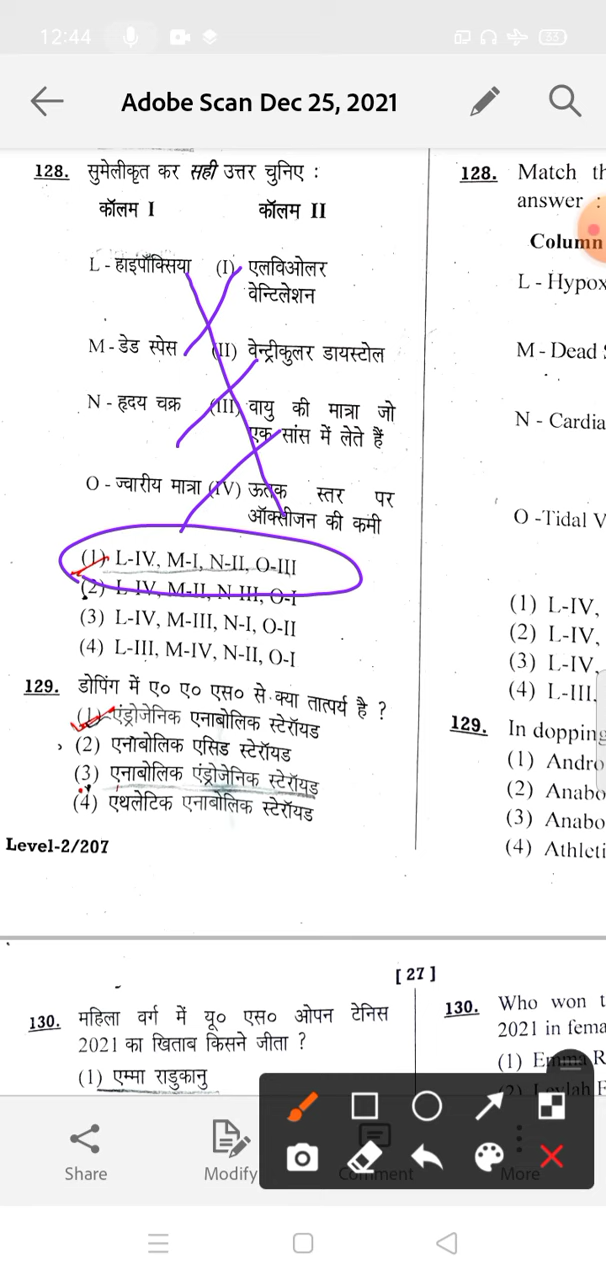 12:44
33
Adobe Scan Dec 25, 2021
128. सुमेलीकृत कर सही उत्तर चुनिए :
कॉलम I कॉलम II
L - हाइपॉक्सिया (I) एलविओलर
वेन्टिलेशन
M - डेड स्पेस (II) वेन्ट्रीकुलर डायस्टोल
N - हृदय चक्र (III) वायु की मात्रा जो
एक सांस में लेते हैं
O - ज्वारीय मात्रा (IV) ऊतक स्तर पर
ऑक्सीजन की कमी
(1) L-IV, M-I, N-II, O-III
(2) L-IV, M-II, N-III, O-I
(3) L-IV, M-III, N-I, O-II
(4) L-III, M-IV, N-II, O-I
129. डोपिंग में ए० ए० एस० से क्या तात्पर्य है ?
(1) एंड्रोजेनिक एनाबोलिक स्टेरॉयड
(2) एनाबोलिक एसिड स्टेरॉयड
(3) एनाबोलिक एंड्रोजेनिक स्टेरॉयड
(4) एथलेटिक एनाबोलिक स्टेरॉयड
Level-2/207
128. Match th
answer :
Column
L - Hypox
M - Dead
N - Cardia
O -Tidal V
(1) L-IV,
(2) L-IV,
(3) L-IV,
(4) L-III,
129. In dopping
(1) Andro
(2) Anabo
(3) Anabo
(4) Athleti
[ 27 ]
130. महिला वर्ग में यू० एस० ओपन टेनिस
2021 का खिताब किसने जीता ?
(1) एम्मा राडुकानु
130. Who won t
2021 in fema
(1) Emma R
Share
Modify
Comment
More